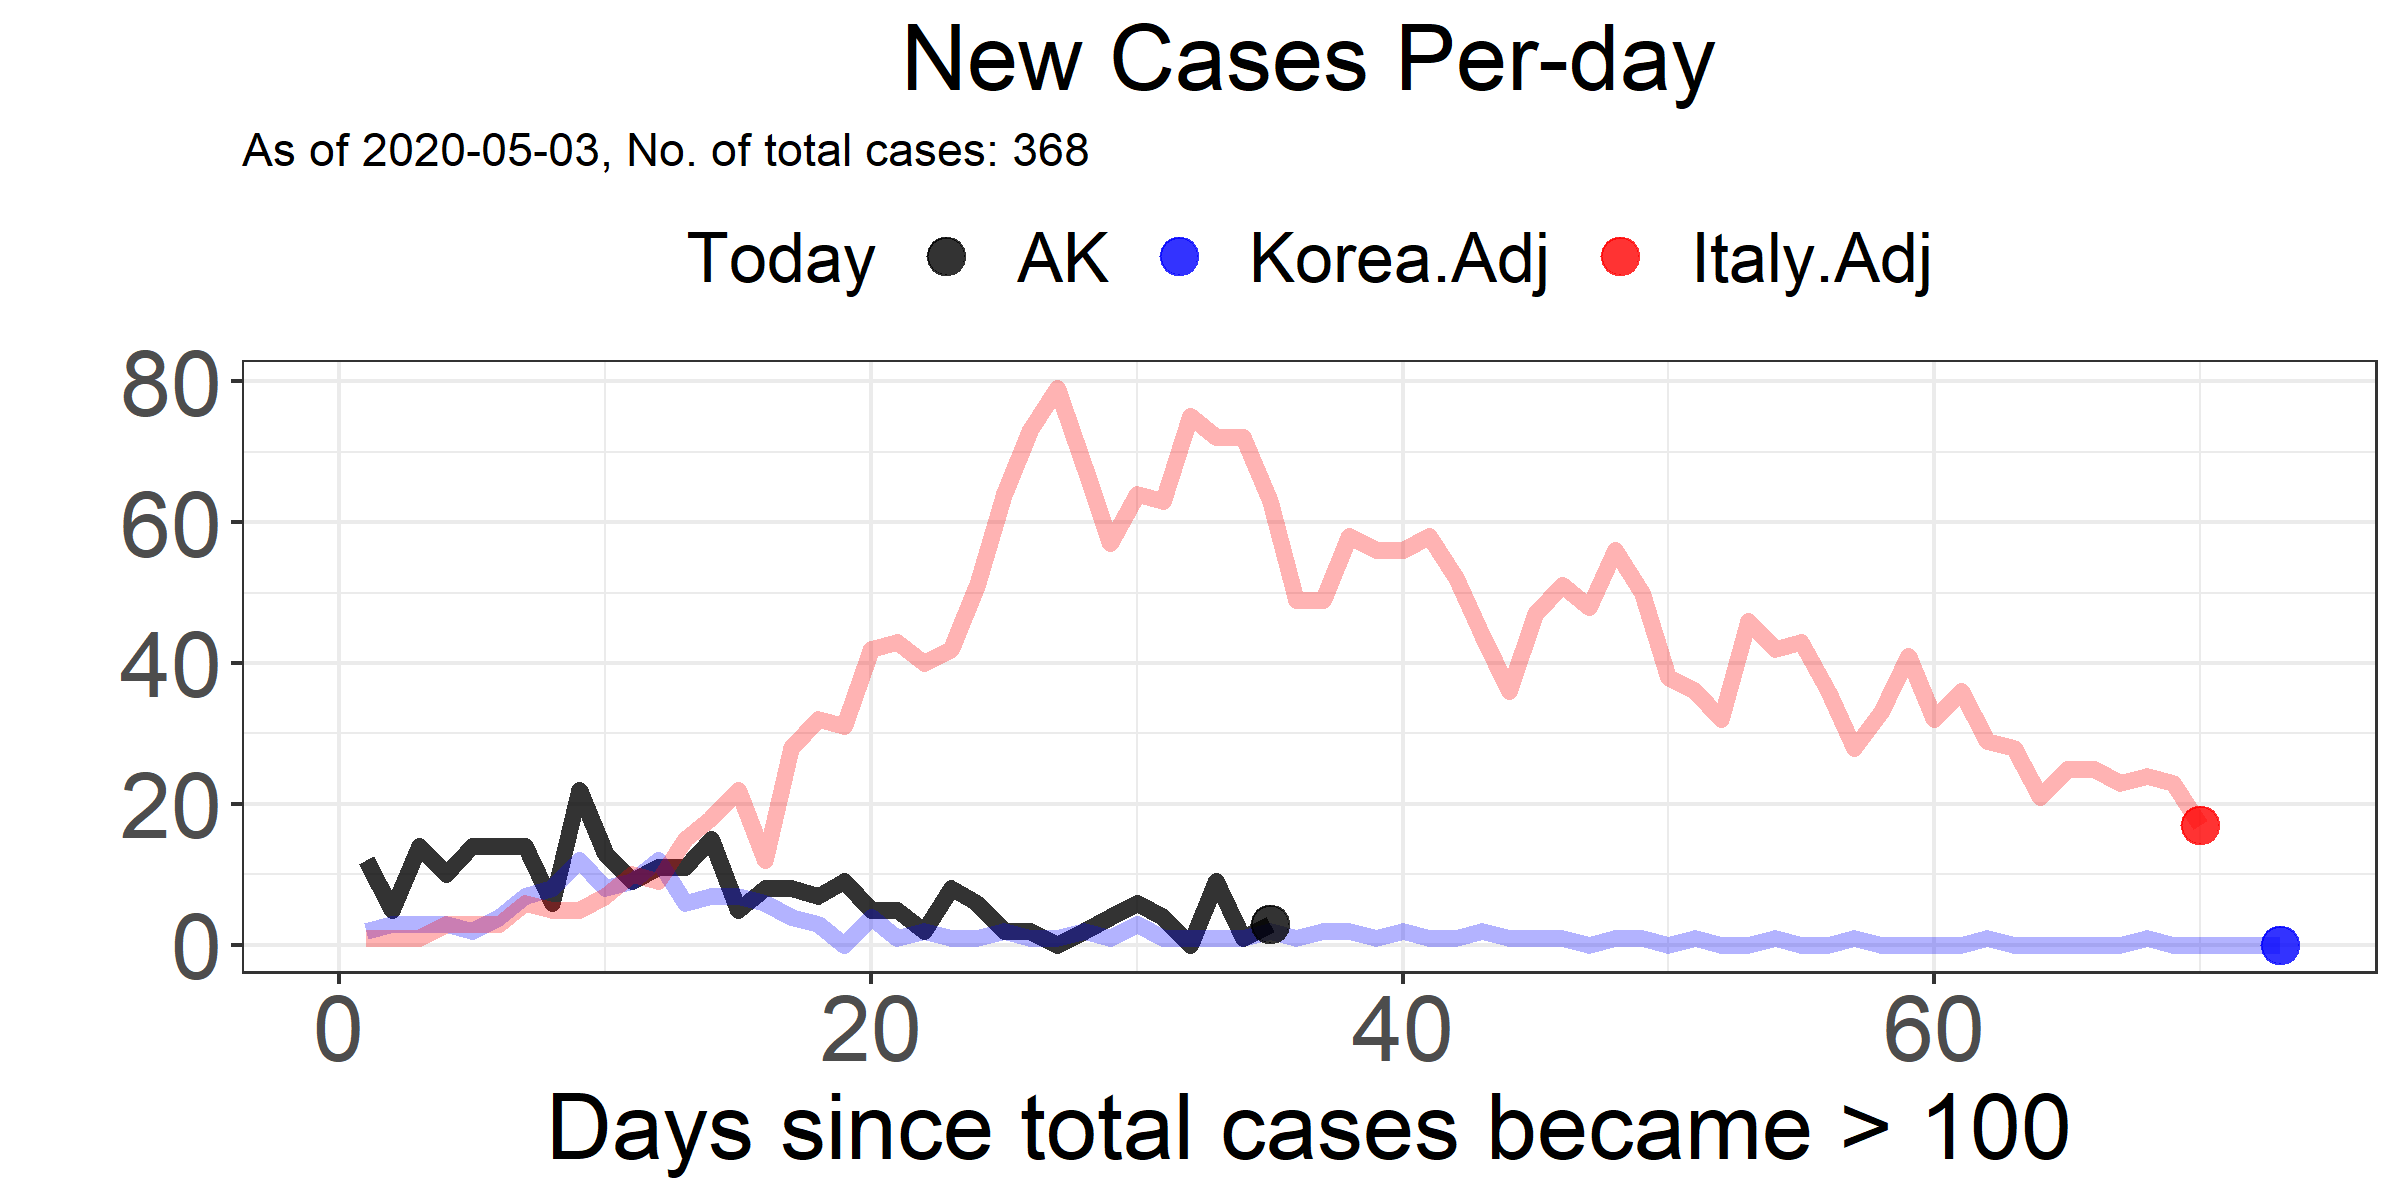 New Cases Per-day
As of 2020-05-03, No. of total cases: 368
Today AK Korea.Adj Italy.Adj
80
60
40
20
0
0 20 40 60
Days since total cases became > 100